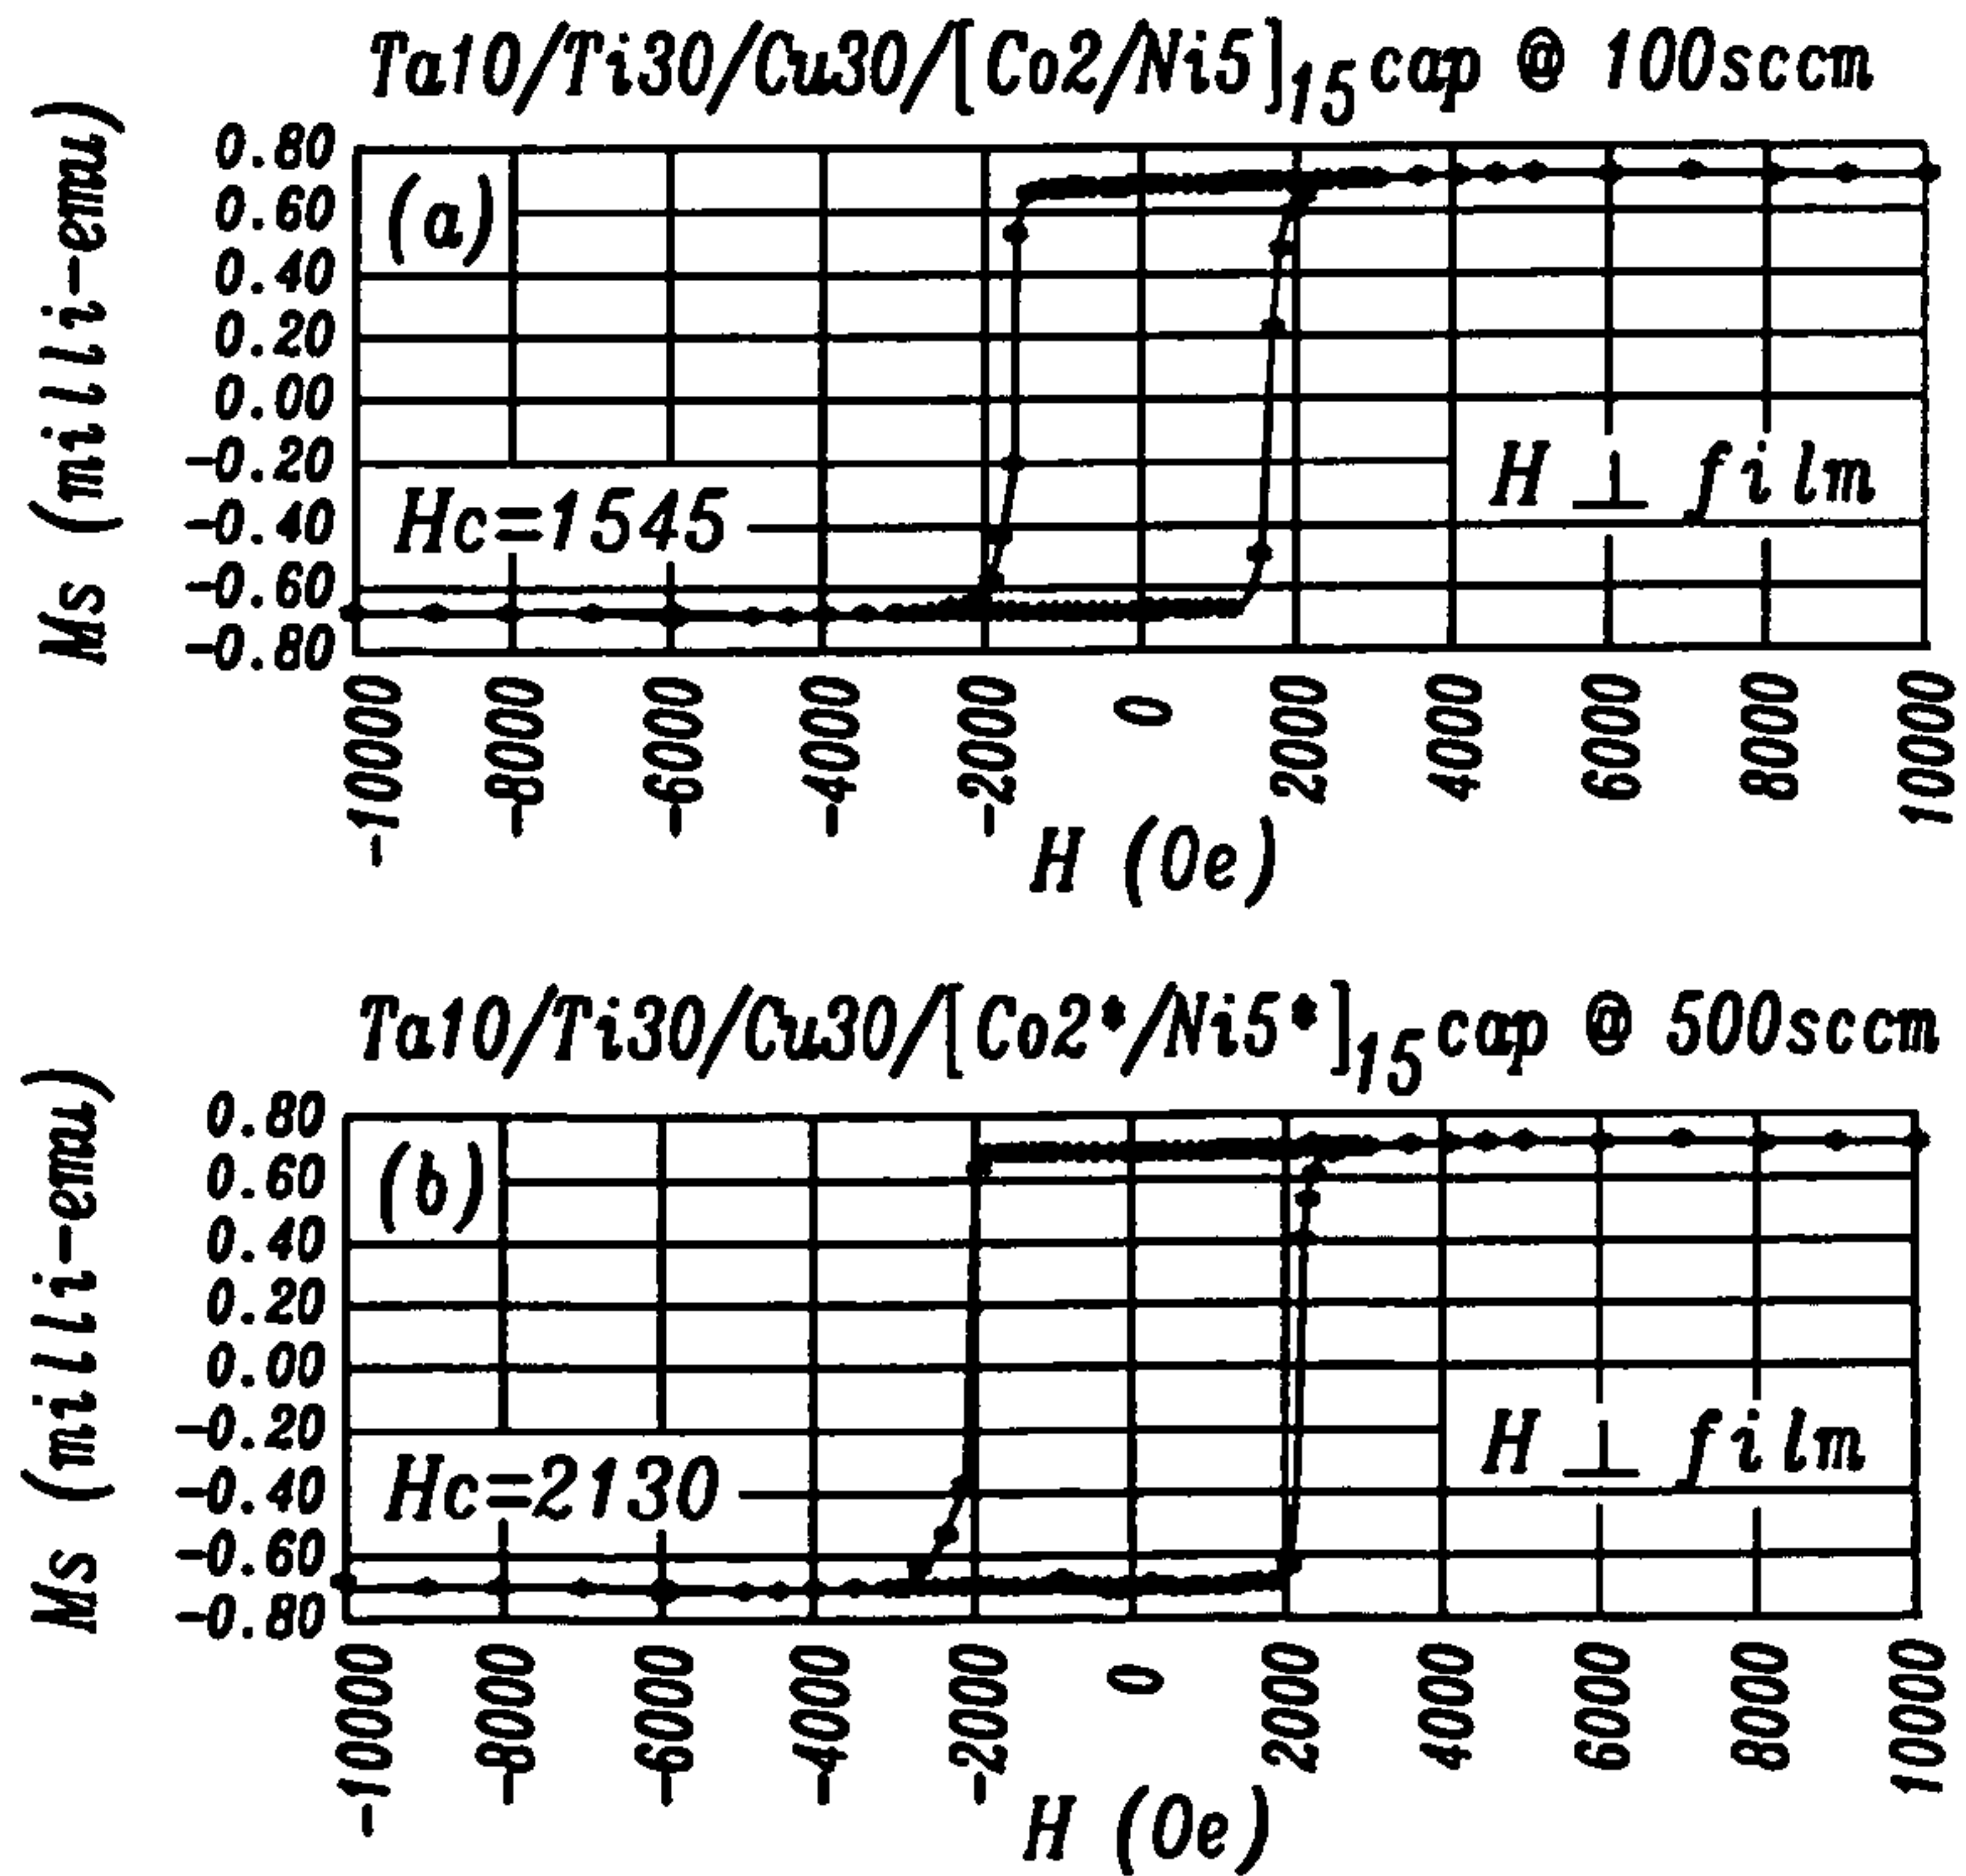 Ta10/Ti30/Cu30/[Co2/Ni5]15cap @ 100sccm
Ms (milli-emu)
0.80
0.60
0.40
0.20
0.00
-0.20
-0.40
-0.60
-0.80
(a)
Hc=1545
H ⊥ film
-10000 -8000 -6000 -4000 -2000 0 2000 4000 6000 8000 10000
H (Oe)
Ta10/Ti30/Cu30/[Co2*/Ni5*]15cap @ 500sccm
Ms (milli-emu)
0.80
0.60
0.40
0.20
0.00
-0.20
-0.40
-0.60
-0.80
(b)
Hc=2130
H ⊥ film
-10000 -8000 -6000 -4000 -2000 0 2000 4000 6000 8000 10000
H (Oe)